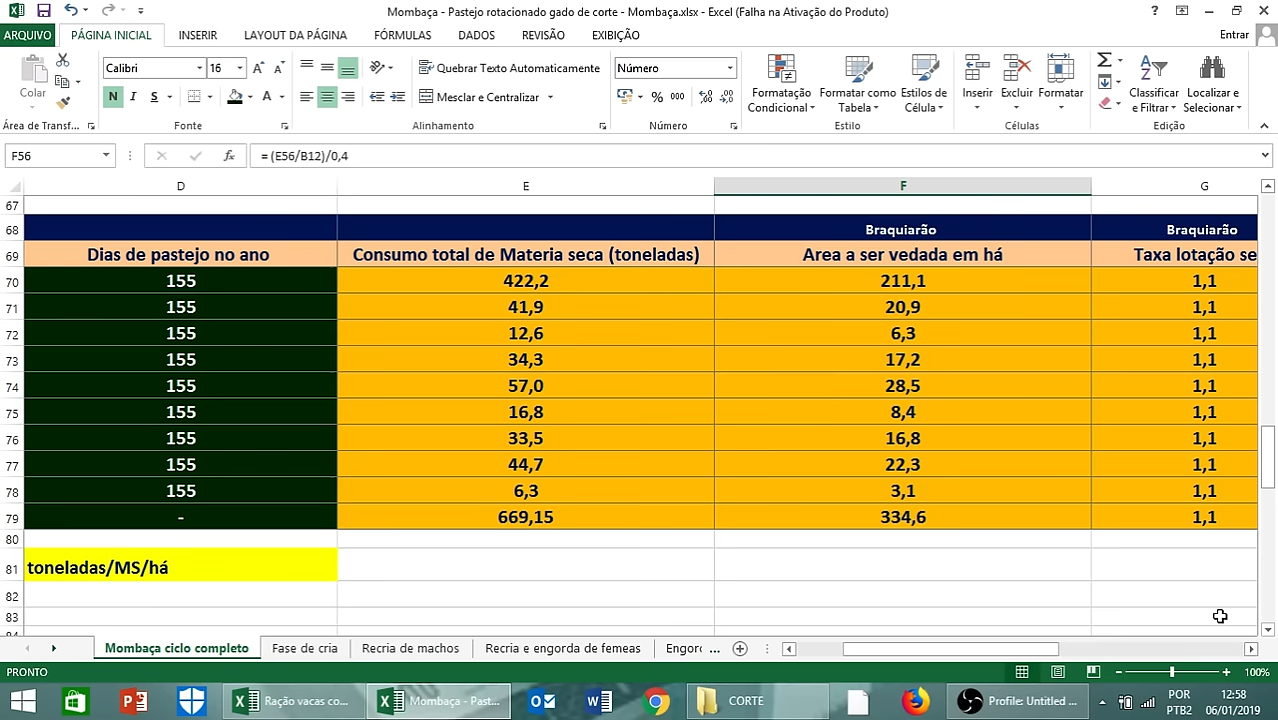 Mombaça - Pastejo rotacionado gado de corte - Mombaça.xlsx - Excel (Falha na Ativação do Produto)
ARQUIVO PÁGINA INICIAL INSERIR LAYOUT DA PÁGINA FÓRMULAS DADOS REVISÃO EXIBIÇÃO Entrar
Colar
Calibri 16
N I S A
Quebrar Texto Automaticamente
Mesclar e Centralizar
Número
% 000
Formatação Condicional
Formatar como Tabela
Estilos de Célula
Inserir Excluir Formatar
Classificar e Filtrar
Localizar e Selecionar
Área de Transf... Fonte Alinhamento Número Estilo Células Edição
F56 = (E56/B12)/0,4
D E F G
67
68 Braquiarão Braquiarão
69 Dias de pastejo no ano Consumo total de Materia seca (toneladas) Area a ser vedada em há Taxa lotação se
70 155 422,2 211,1 1,1
71 155 41,9 20,9 1,1
72 155 12,6 6,3 1,1
73 155 34,3 17,2 1,1
74 155 57,0 28,5 1,1
75 155 16,8 8,4 1,1
76 155 33,5 16,8 1,1
77 155 44,7 22,3 1,1
78 155 6,3 3,1 1,1
79 - 669,15 334,6 1,1
80
81 toneladas/MS/há
82
83
Mombaça ciclo completo Fase de cria Recria de machos Recria e engorda de femeas Engor ...
PRONTO 100%
Ração vacas co... Mombaça - Past... CORTE Profile: Untitled ... POR 12:58
PTB2 06/01/2019